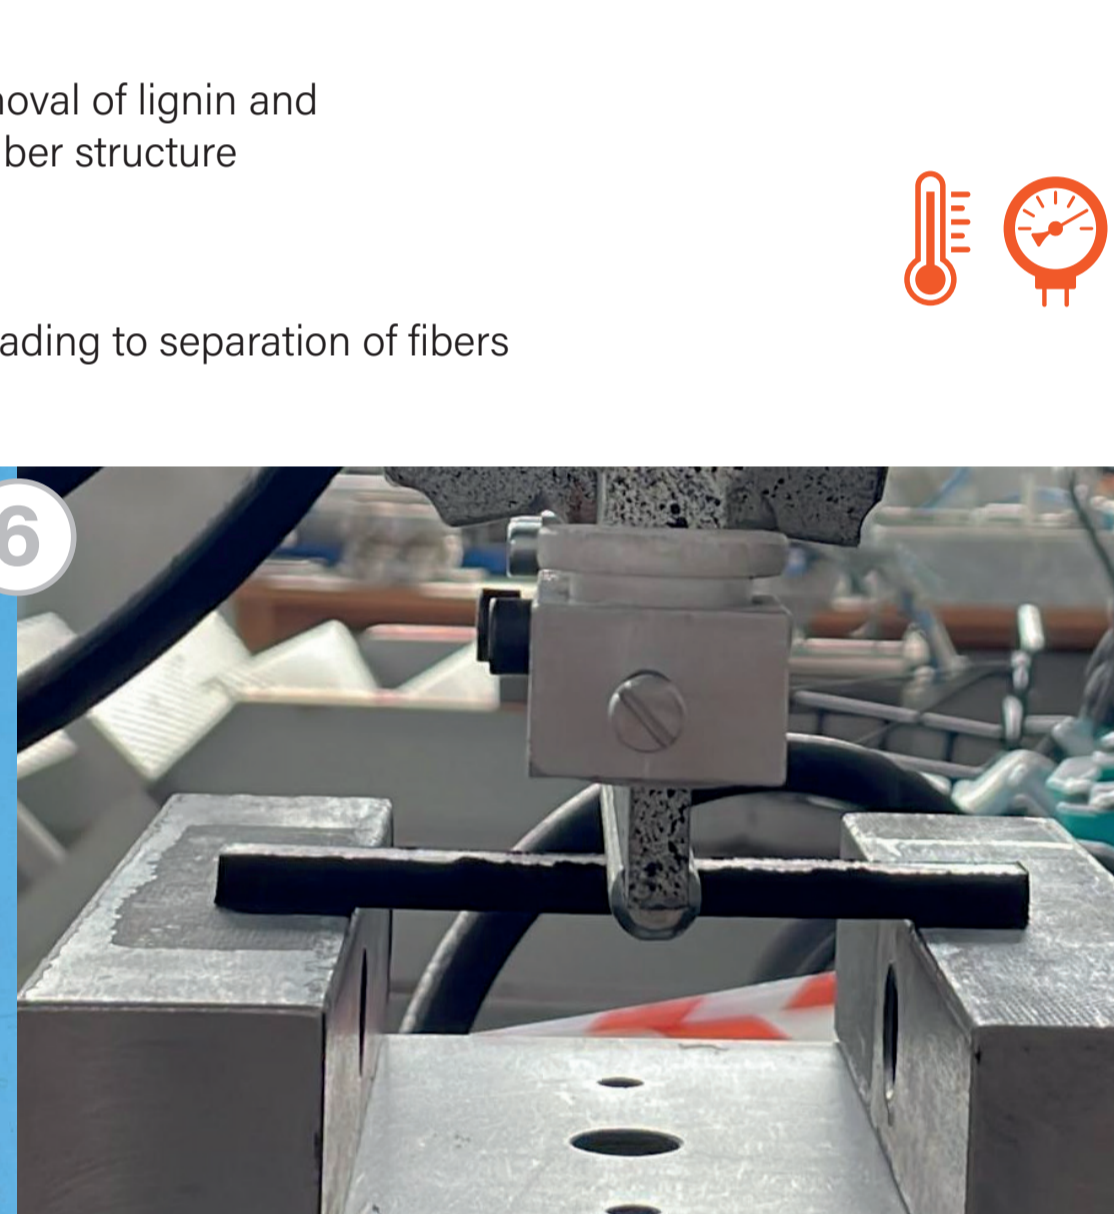 oval of lignin and
ber structure
ading to separation of fibers
6